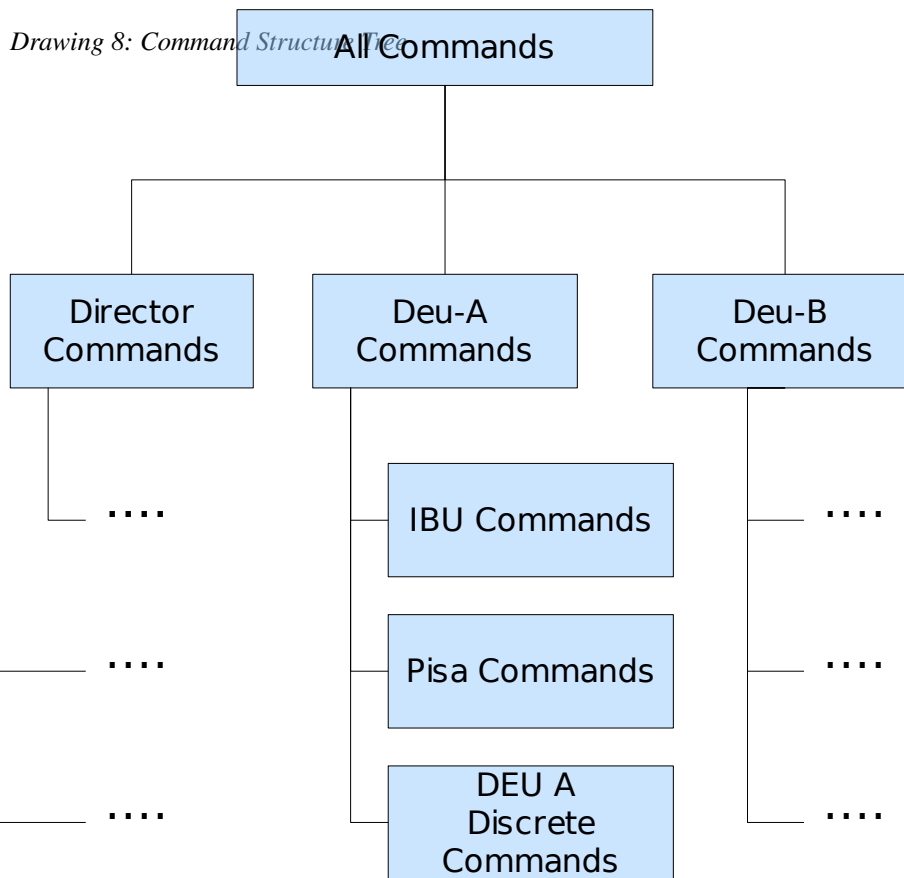 Drawing 8: Command Structure Tree
All Commands
Director
Commands
Deu-A
Commands
Deu-B
Commands
....
IBU Commands
....
....
Pisa Commands
....
....
DEU A
Discrete
Commands
....